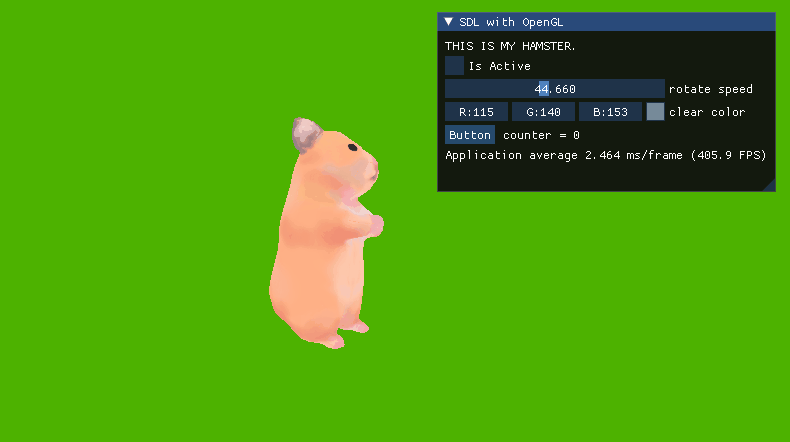 SDL with OpenGL
THIS IS MY HAMSTER.
Is Active
44.660 rotate speed
R:115 G:140 B:153 clear color
Button counter = 0
Application average 2.464 ms/frame (405.9 FPS)